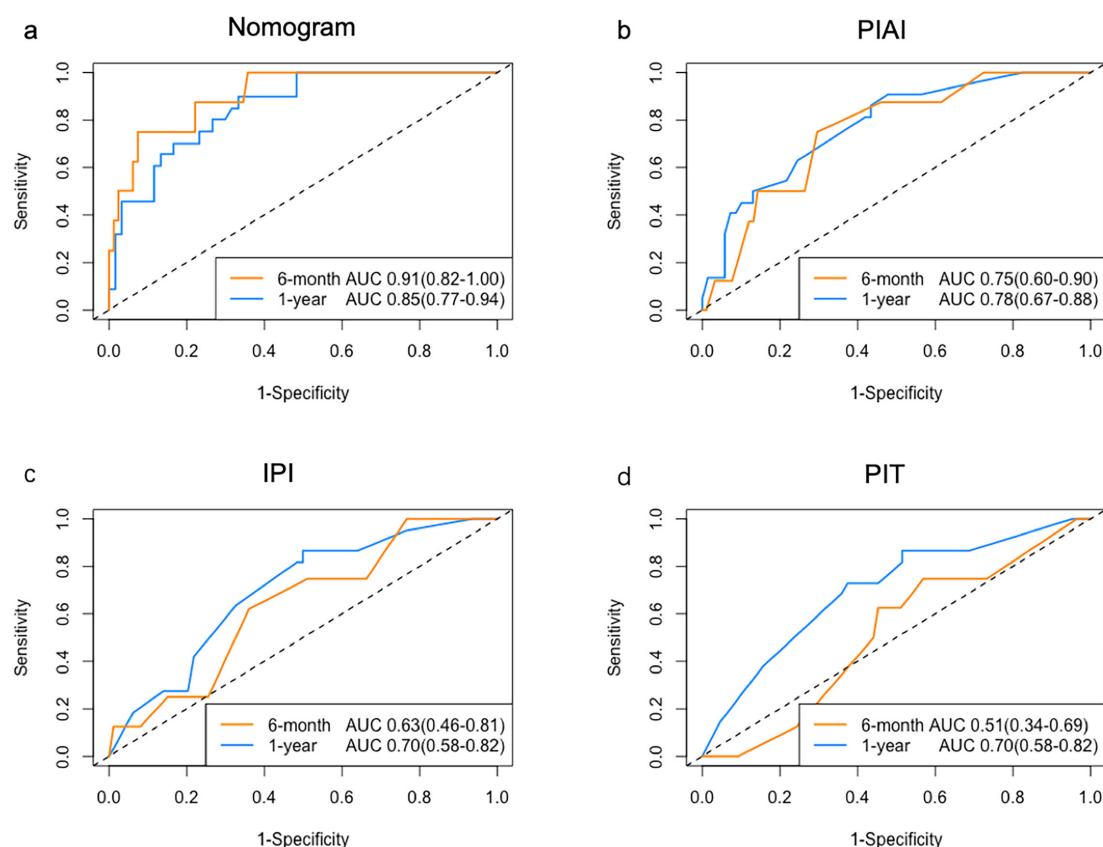 a Nomogram
1.0
0.8
0.6
0.4
0.2
0.0
Sensitivity
6-month AUC 0.91(0.82-1.00)
1-year AUC 0.85(0.77-0.94)
0.0 0.2 0.4 0.6 0.8 1.0
1-Specificity
b PIAI
1.0
0.8
0.6
0.4
0.2
0.0
Sensitivity
6-month AUC 0.75(0.60-0.90)
1-year AUC 0.78(0.67-0.88)
0.0 0.2 0.4 0.6 0.8 1.0
1-Specificity
c IPI
1.0
0.8
0.6
0.4
0.2
0.0
Sensitivity
6-month AUC 0.63(0.46-0.81)
1-year AUC 0.70(0.58-0.82)
0.0 0.2 0.4 0.6 0.8 1.0
1-Specificity
d PIT
1.0
0.8
0.6
0.4
0.2
0.0
Sensitivity
6-month AUC 0.51(0.34-0.69)
1-year AUC 0.70(0.58-0.82)
0.0 0.2 0.4 0.6 0.8 1.0
1-Specificity